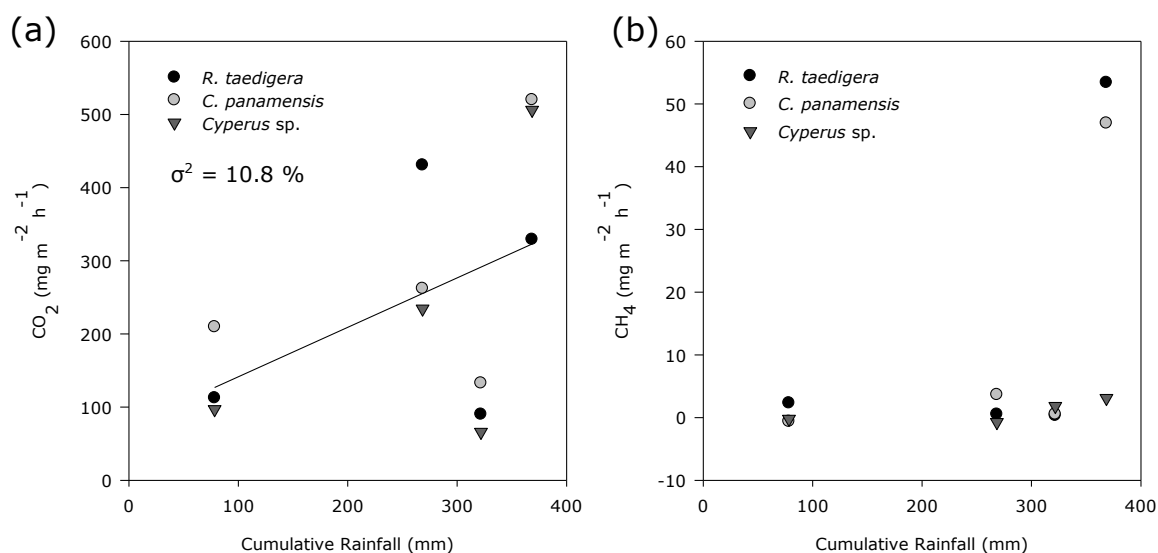 (a)
600
500
400
300
200
100
0
CO2 (mg m-2 h-1)
R. taedigera
C. panamensis
Cyperus sp.
σ2 = 10.8 %
0 100 200 300 400
Cumulative Rainfall (mm)
(b)
60
50
40
30
20
10
0
-10
CH4 (mg m-2 h-1)
R. taedigera
C. panamensis
Cyperus sp.
0 100 200 300 400
Cumulative Rainfall (mm)